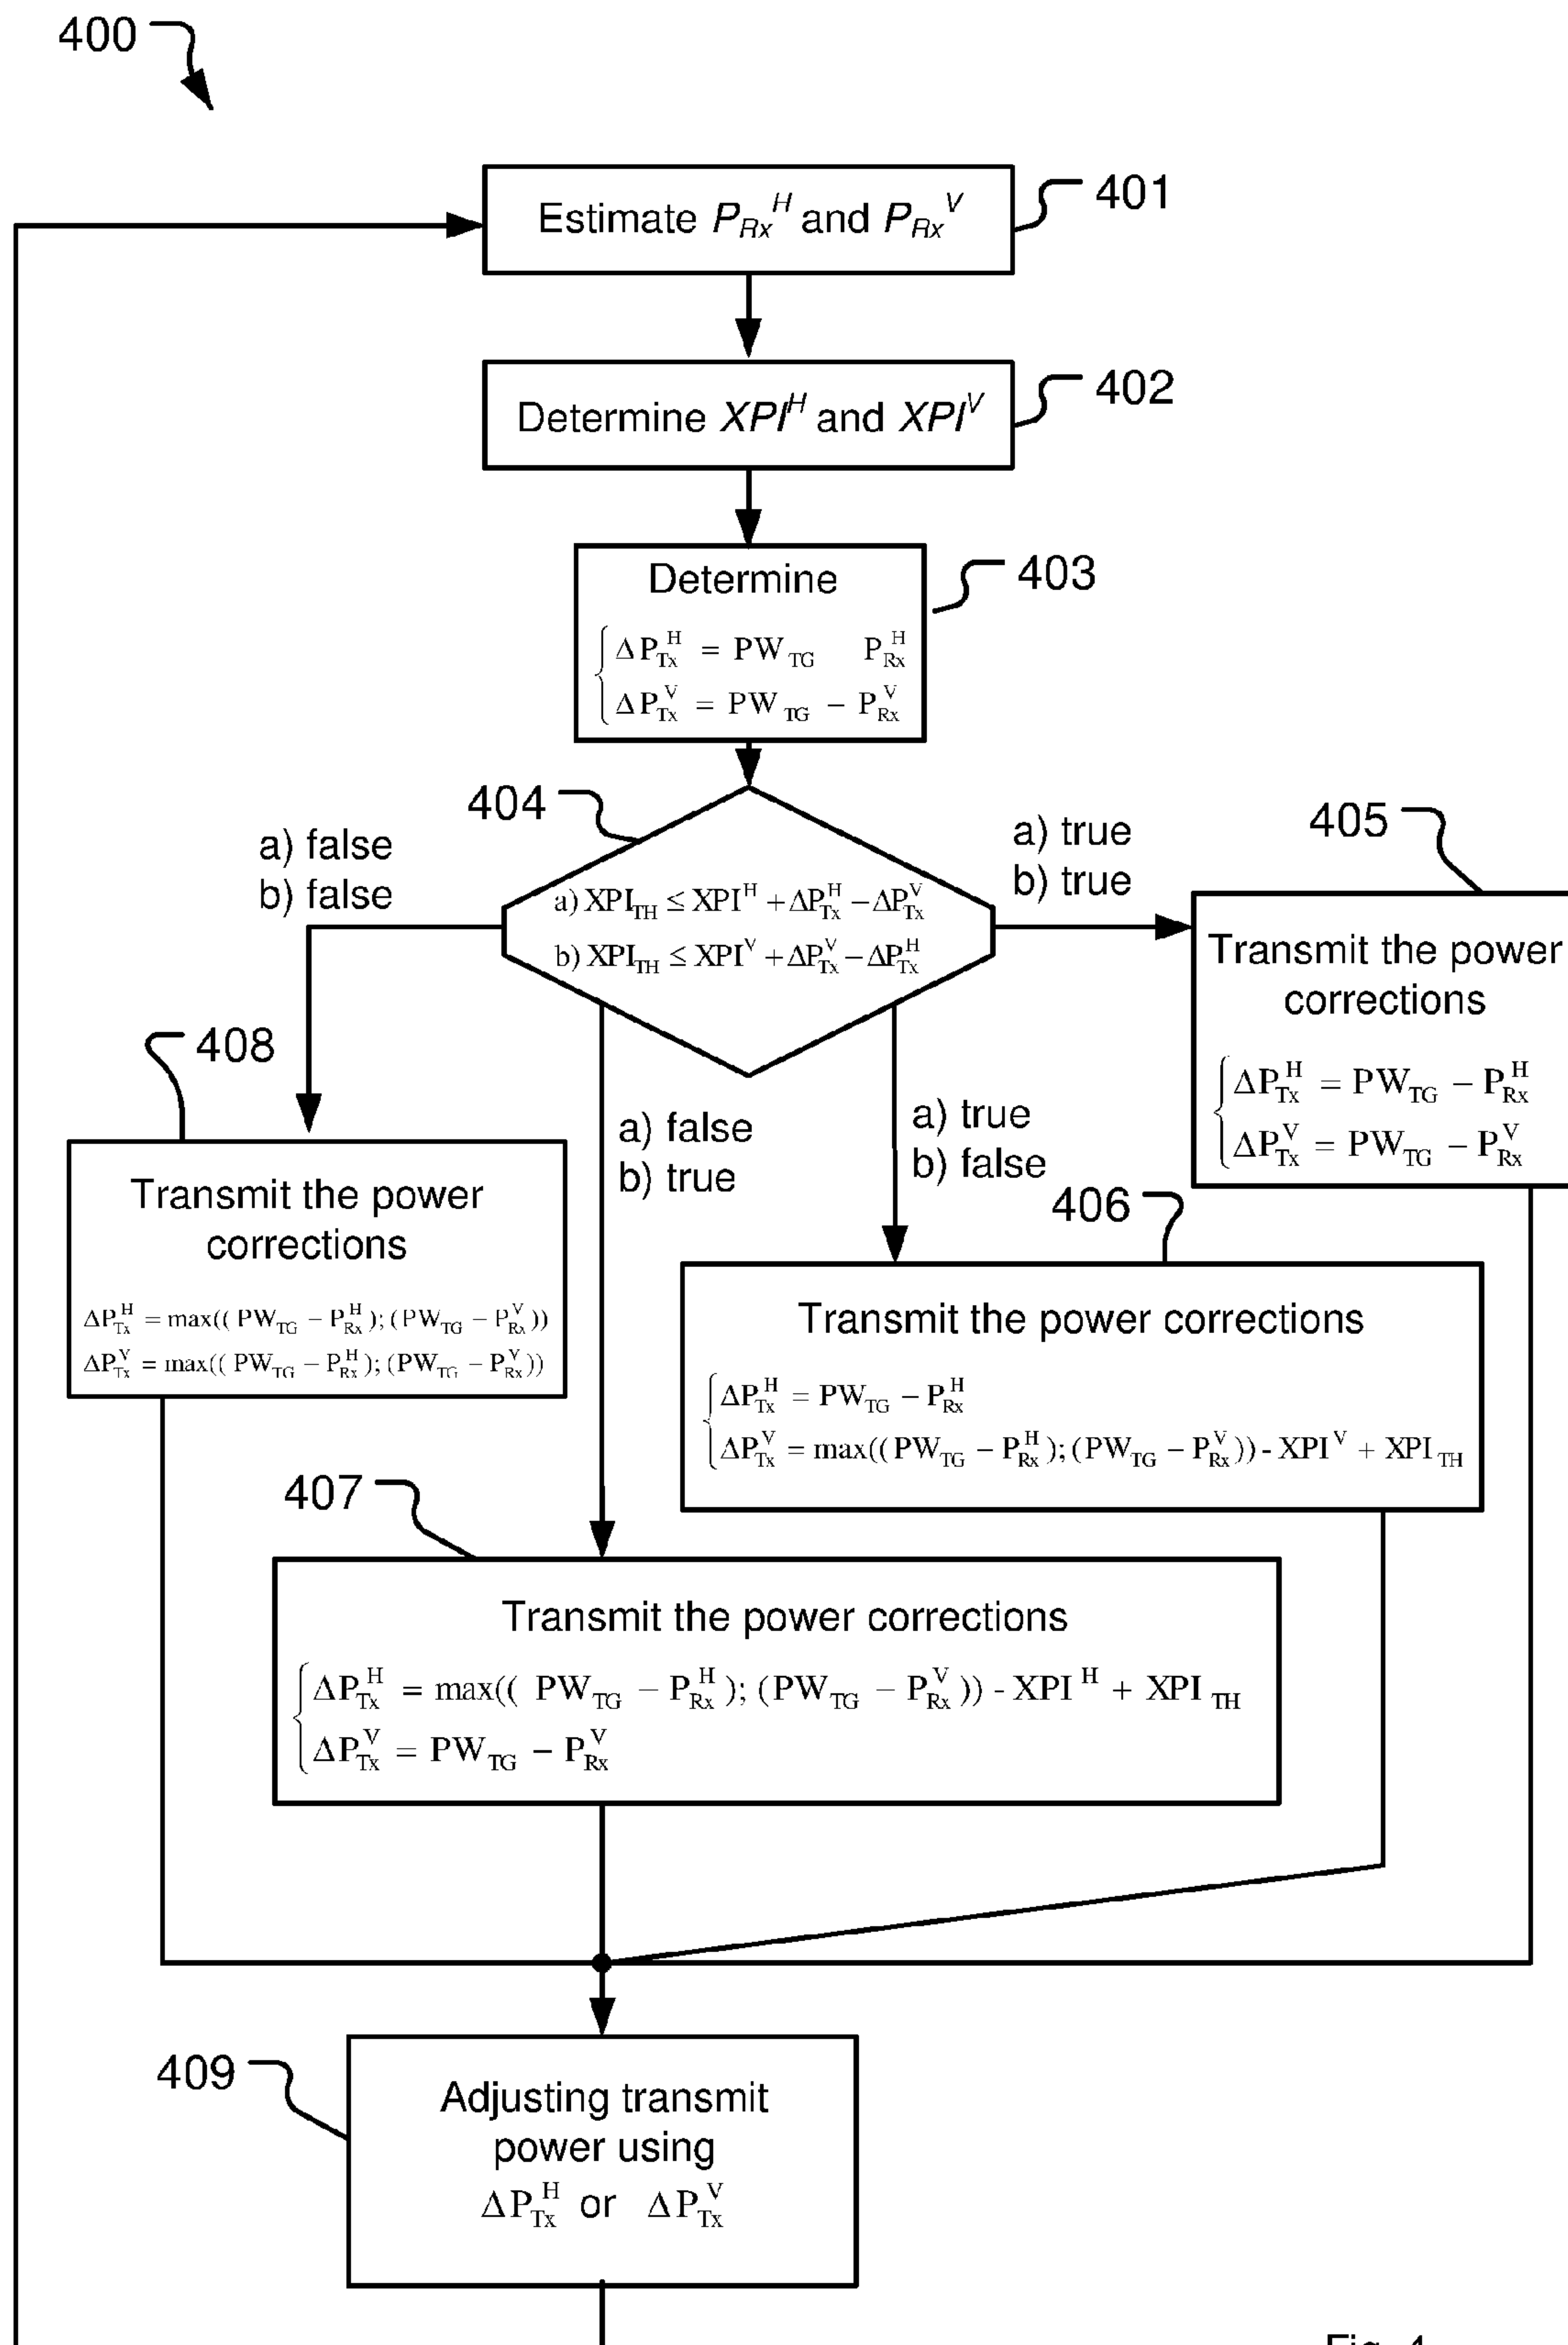 400
Estimate P_Rx^H and P_Rx^V
401
Determine XPI^H and XPI^V
402
Determine
403
ΔP_Tx^H = PW_TG P_Rx^H
ΔP_Tx^V = PW_TG − P_Rx^V
404
a) false
b) false
a) XPI_TH ≤ XPI^H + ΔP_Tx^H − ΔP_Tx^V
b) XPI_TH ≤ XPI^V + ΔP_Tx^V − ΔP_Tx^H
a) true
b) true
405
Transmit the power
corrections
ΔP_Tx^H = PW_TG − P_Rx^H
ΔP_Tx^V = PW_TG − P_Rx^V
408
Transmit the power
corrections
ΔP_Tx^H = max(( PW_TG − P_Rx^H ); (PW_TG − P_Rx^V ))
ΔP_Tx^V = max(( PW_TG − P_Rx^H ); (PW_TG − P_Rx^V ))
a) false
b) true
a) true
b) false
406
Transmit the power corrections
ΔP_Tx^H = PW_TG − P_Rx^H
ΔP_Tx^V = max(( PW_TG − P_Rx^H ); (PW_TG − P_Rx^V )) - XPI^V + XPI_TH
407
Transmit the power corrections
ΔP_Tx^H = max(( PW_TG − P_Rx^H ); (PW_TG − P_Rx^V )) - XPI^H + XPI_TH
ΔP_Tx^V = PW_TG − P_Rx^V
409
Adjusting transmit
power using
ΔP_Tx^H or ΔP_Tx^V
Fig. 4